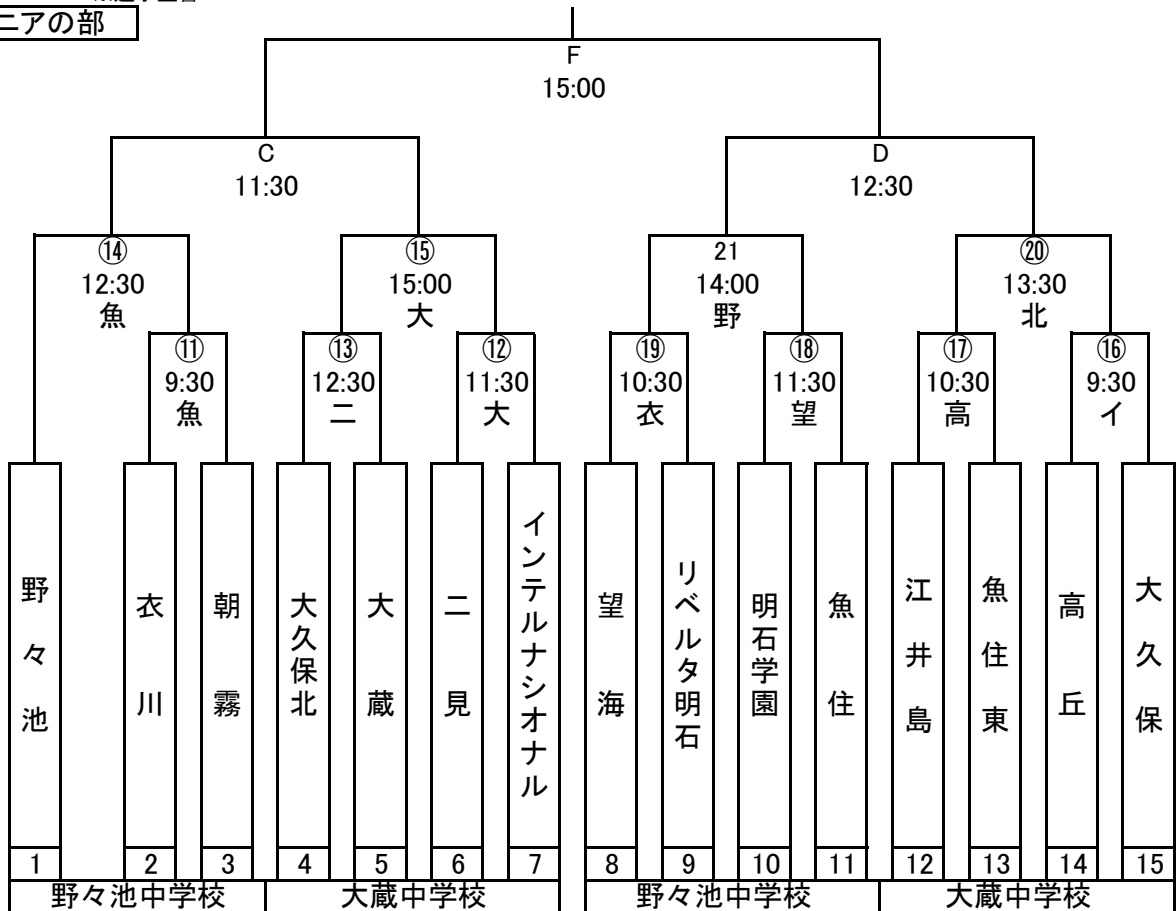 ニアの部
F
15:00
C
11:30
D
12:30
⑭
12:30
魚
⑮
15:00
大
21
14:00
野
⑳
13:30
北
⑪
9:30
魚
⑬
12:30
二
⑫
11:30
大
⑲
10:30
衣
⑱
11:30
望
⑰
10:30
高
⑯
9:30
イ
野々池
衣川
朝霧
大久保北
大蔵
二見
インテルナシオナル
望海
リベルタ明石
明石学園
魚住
江井島
魚住東
高丘
大久保
1 2 3 4 5 6 7 8 9 10 11 12 13 14 15
野々池中学校 大蔵中学校 野々池中学校 大蔵中学校